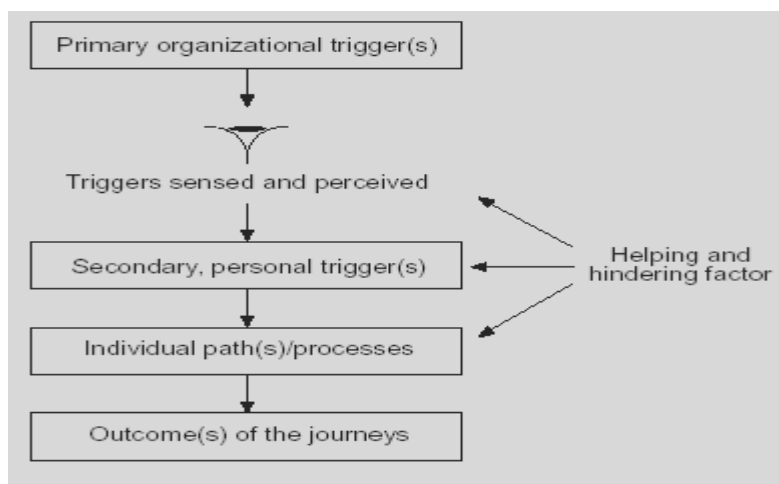 Primary organizational trigger(s)
Triggers sensed and perceived
Secondary, personal trigger(s)
Helping and
hindering factor
Individual path(s)/processes
Outcome(s) of the journeys